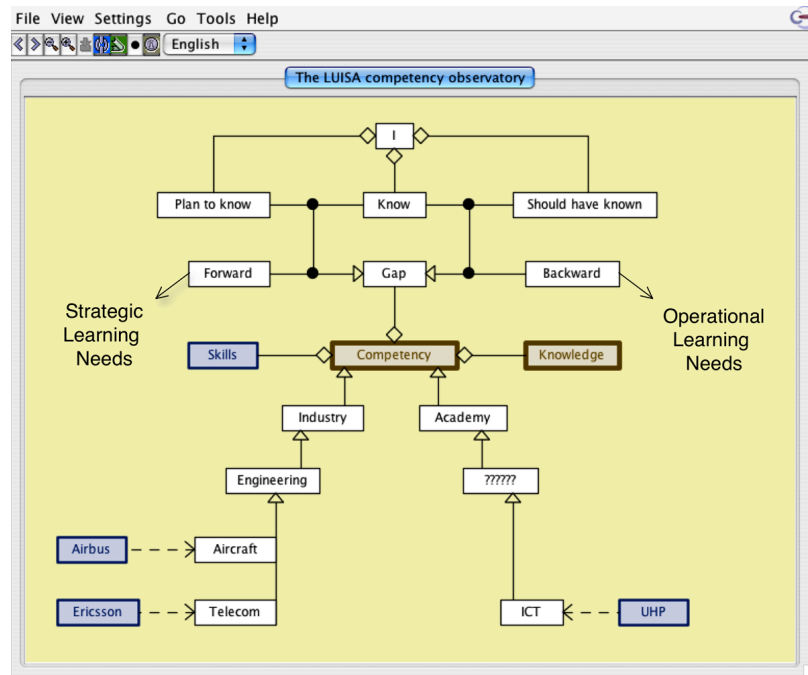 File View Settings Go Tools Help
English
The LUISA competency observatory
I
Plan to know
Know
Should have known
Forward
Gap
Backward
Strategic
Learning
Needs
Operational
Learning
Needs
Skills
Competency
Knowledge
Industry
Academy
Engineering
??????
Airbus
Aircraft
Ericsson
Telecom
ICT
UHP